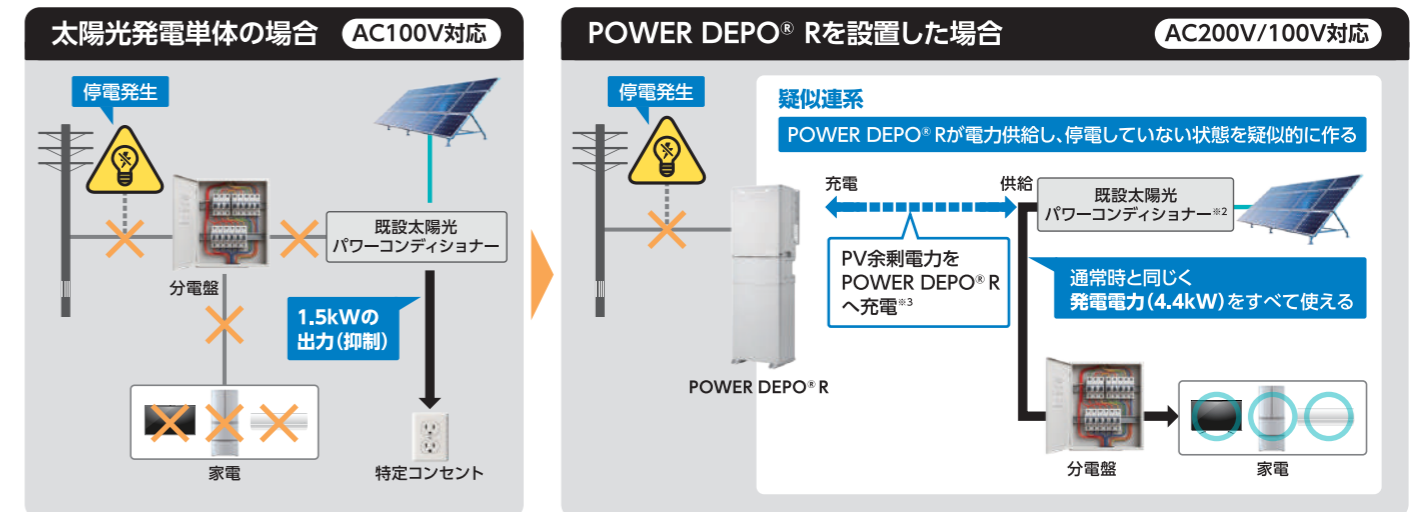 太陽光発電単体の場合 AC100V対応
停電発生
既設太陽光
パワーコンディショナー
分電盤
1.5kWの
出力(抑制)
家電
特定コンセント
POWER DEPO® Rを設置した場合 AC200V/100V対応
停電発生
疑似連系
POWER DEPO® Rが電力供給し、停電していない状態を疑似的に作る
充電
供給
既設太陽光
パワーコンディショナー※2
PV余剰電力を
POWER DEPO® R
へ充電※3
通常時と同じく
発電電力(4.4kW)をすべて使える
POWER DEPO® R
分電盤
家電